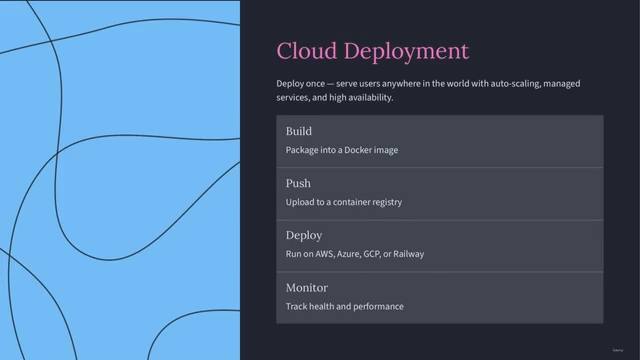 Cloud Deployment
Deploy once — serve users anywhere in the world with auto-scaling, managed
services, and high availability.
Build
Package into a Docker image
Push
Upload to a container registry
Deploy
Run on AWS, Azure, GCP, or Railway
Monitor
Track health and performance